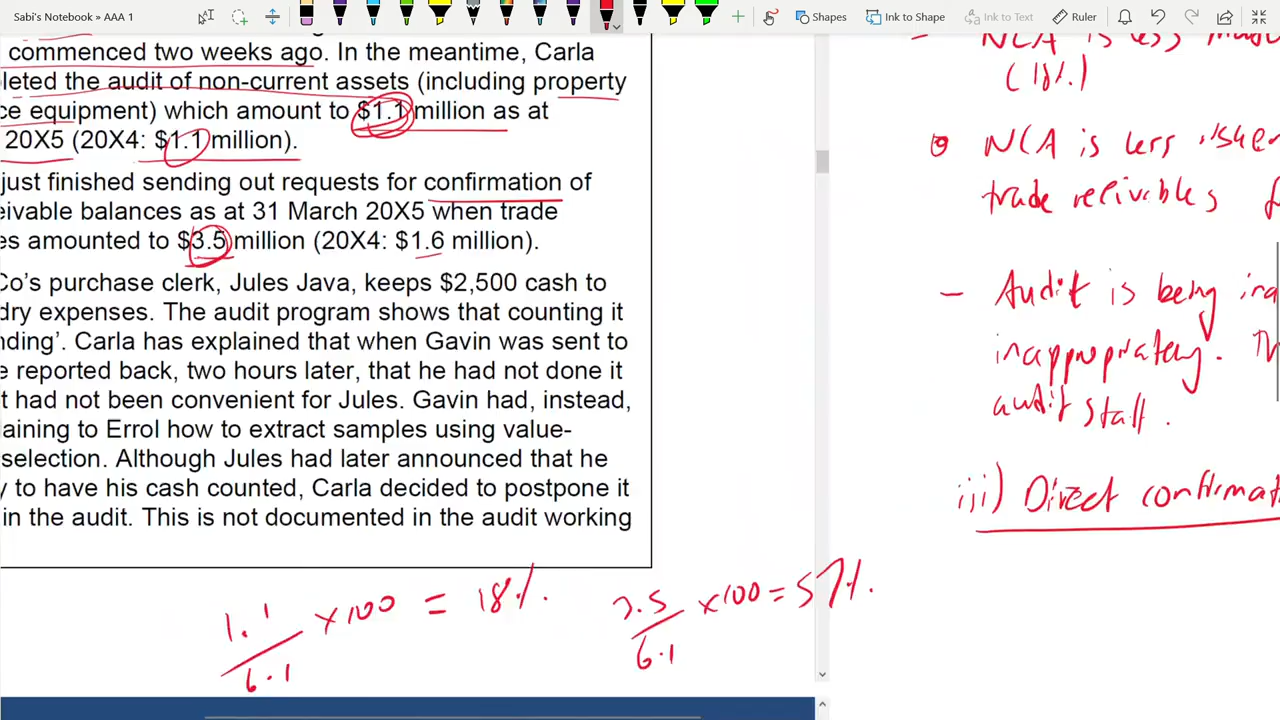 Sabi's Notebook » AAA 1
Shapes
Ink to Shape
Ink to Text
Ruler
commenced two weeks ago. In the meantime, Carla
leted the audit of non-current assets (including property
ce equipment) which amount to $1.1 million as at
20X5 (20X4: $1.1 million).
just finished sending out requests for confirmation of
eivable balances as at 31 March 20X5 when trade
es amounted to $3.5 million (20X4: $1.6 million).
Co's purchase clerk, Jules Java, keeps $2,500 cash to
dry expenses. The audit program shows that counting it
nding'. Carla has explained that when Gavin was sent to
e reported back, two hours later, that he had not done it
t had not been convenient for Jules. Gavin had, instead,
aining to Errol how to extract samples using value-
selection. Although Jules had later announced that he
y to have his cash counted, Carla decided to postpone it
in the audit. This is not documented in the audit working
1.1/6.1 ×100 = 18%.
3.5/6.1 ×100 = 57%.
- NCA is less
(18%)
NCA is less
trade receivables
- Audit is being ina
inappropriately. Th
audit staff.
iii) Direct confirmat